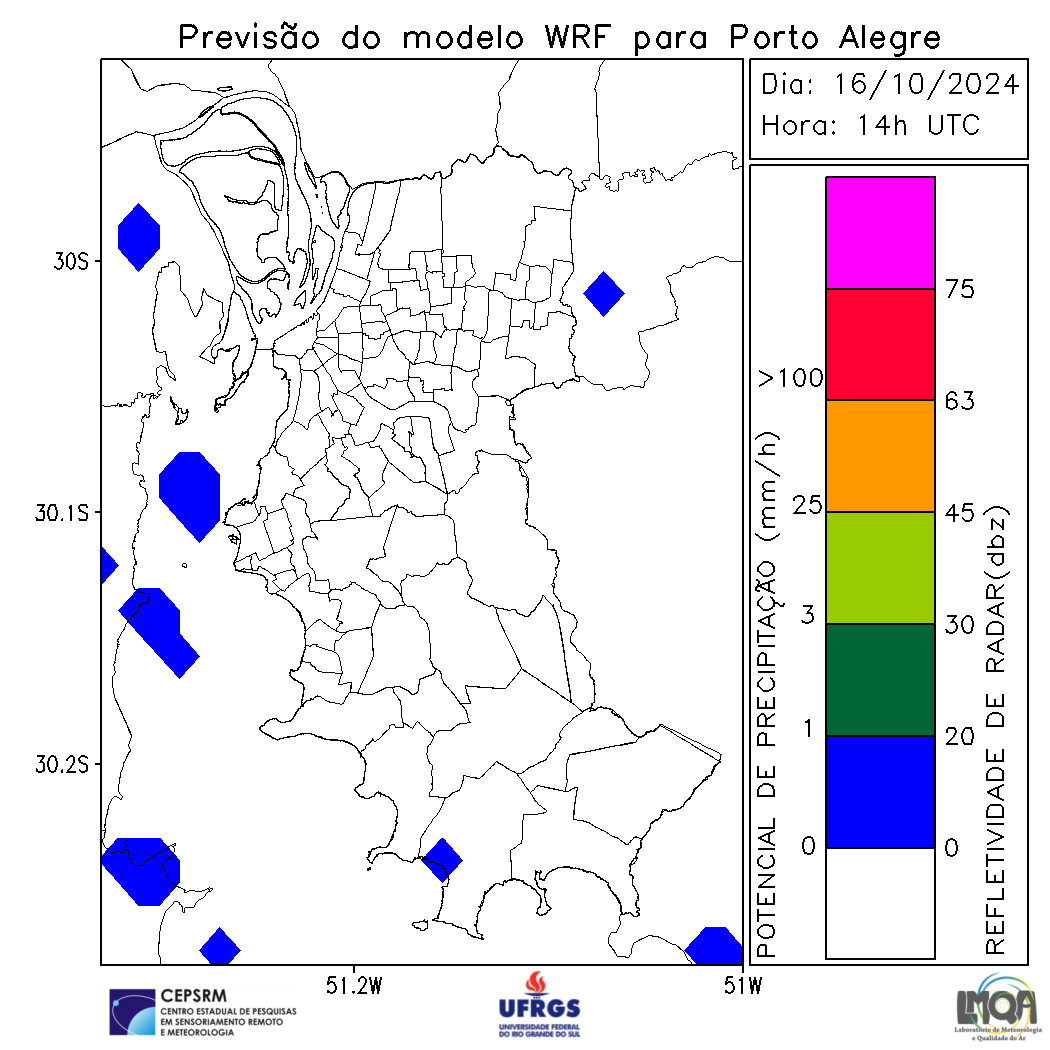 Previsão do modelo WRF para Porto Alegre
Dia: 16/10/2024
Hora: 14h UTC
30S
30.1S
30.2S
51.2W
51W
POTENCIAL DE PRECIPITAÇÃO (mm/h)
>100
25
3
1
0
75
63
45
30
20
0
REFLETIVIDADE DE RADAR(dbz)
CEPSRM
CENTRO ESTADUAL DE PESQUISAS
EM SENSORIAMENTO REMOTO
E METEOROLOGIA
UFRGS
UNIVERSIDADE FEDERAL
DO RIO GRANDE DO SUL
LMQA
Laboratório de Meteorologia
e Qualidade do Ar